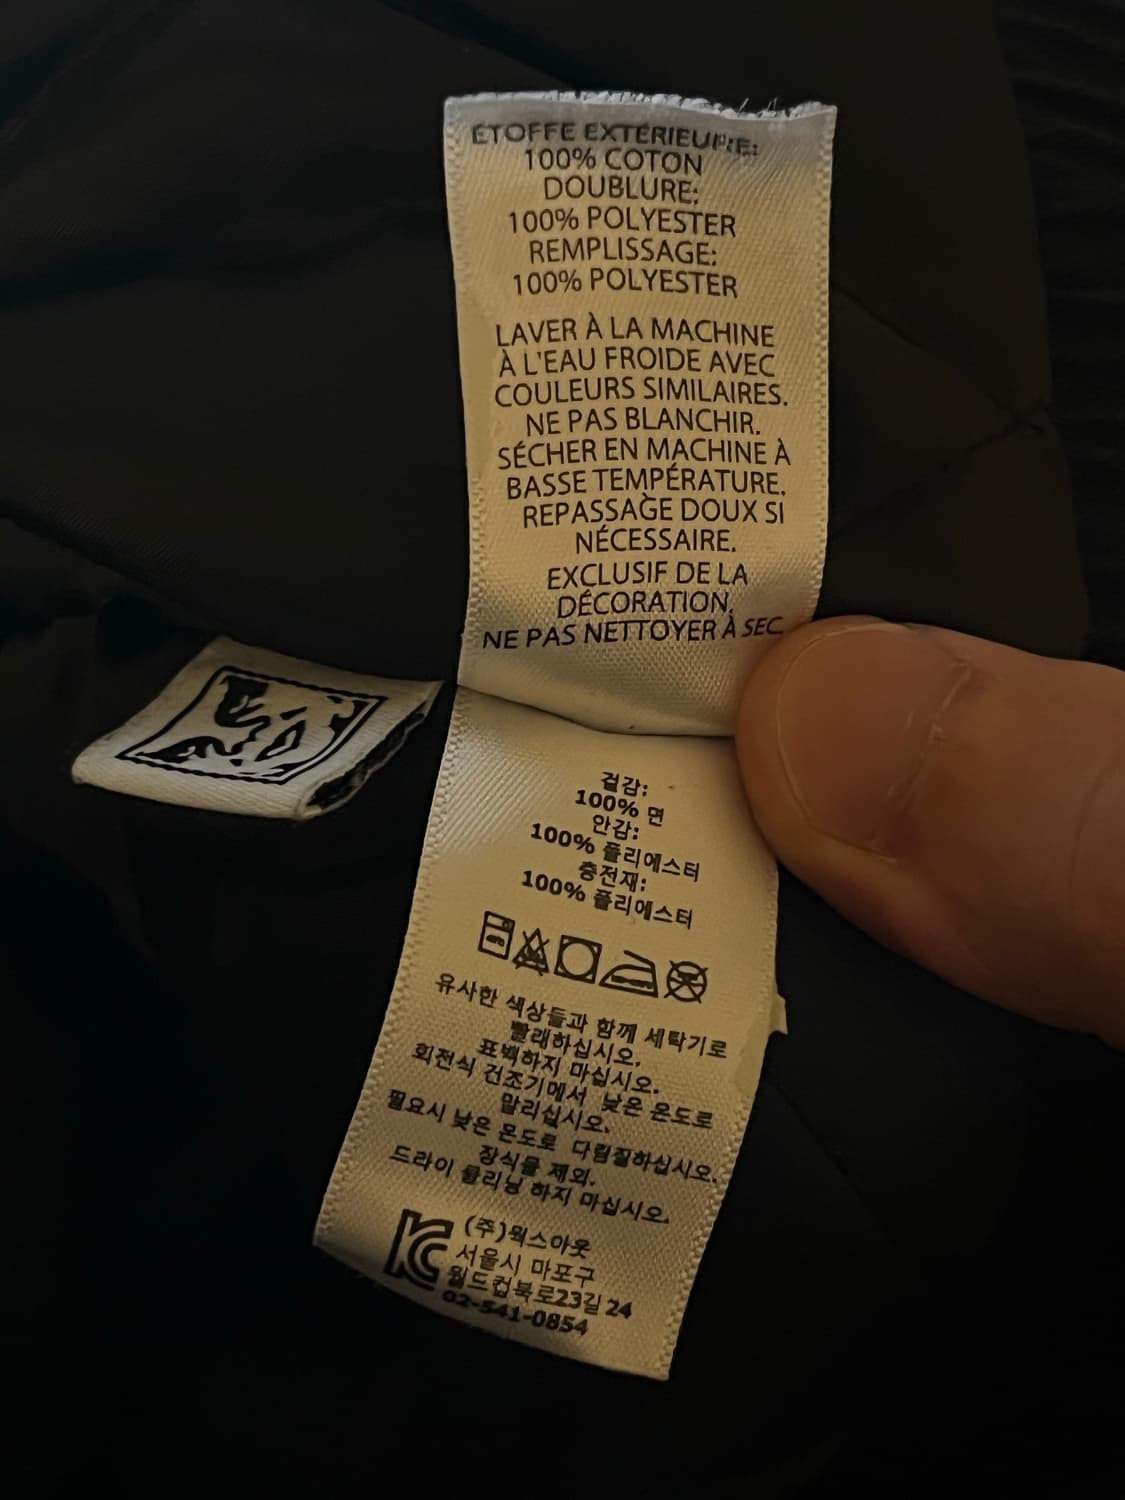 ÉTOFFE EXTÉRIEURE:
100% COTON
DOUBLURE:
100% POLYESTER
REMPLISSAGE:
100% POLYESTER
LAVER À LA MACHINE
À L'EAU FROIDE AVEC
COULEURS SIMILAIRES.
NE PAS BLANCHIR.
SÉCHER EN MACHINE À
BASSE TEMPÉRATURE.
REPASSAGE DOUX SI
NÉCESSAIRE.
EXCLUSIF DE LA
DÉCORATION.
NE PAS NETTOYER À SEC.
겉감:
100% 면
안감:
100% 폴리에스터
충전재:
100% 폴리에스터
유사한 색상들과 함께 세탁기로
빨래하십시오.
표백하지 마십시오.
회전식 건조기에서 낮은 온도로
말리십시오.
필요시 낮은 온도로 다림질하십시오.
장식물 제외.
드라이 클리닝 하지 마십시오.
KC
(주)웍스아웃
서울시 마포구
월드컵북로23길 24
02-541-0854